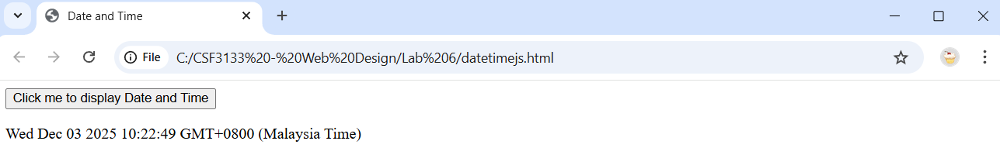 Date and Time
File C:/CSF3133%20-%20Web%20Design/Lab%206/datetimejs.html
Click me to display Date and Time
Wed Dec 03 2025 10:22:49 GMT+0800 (Malaysia Time)